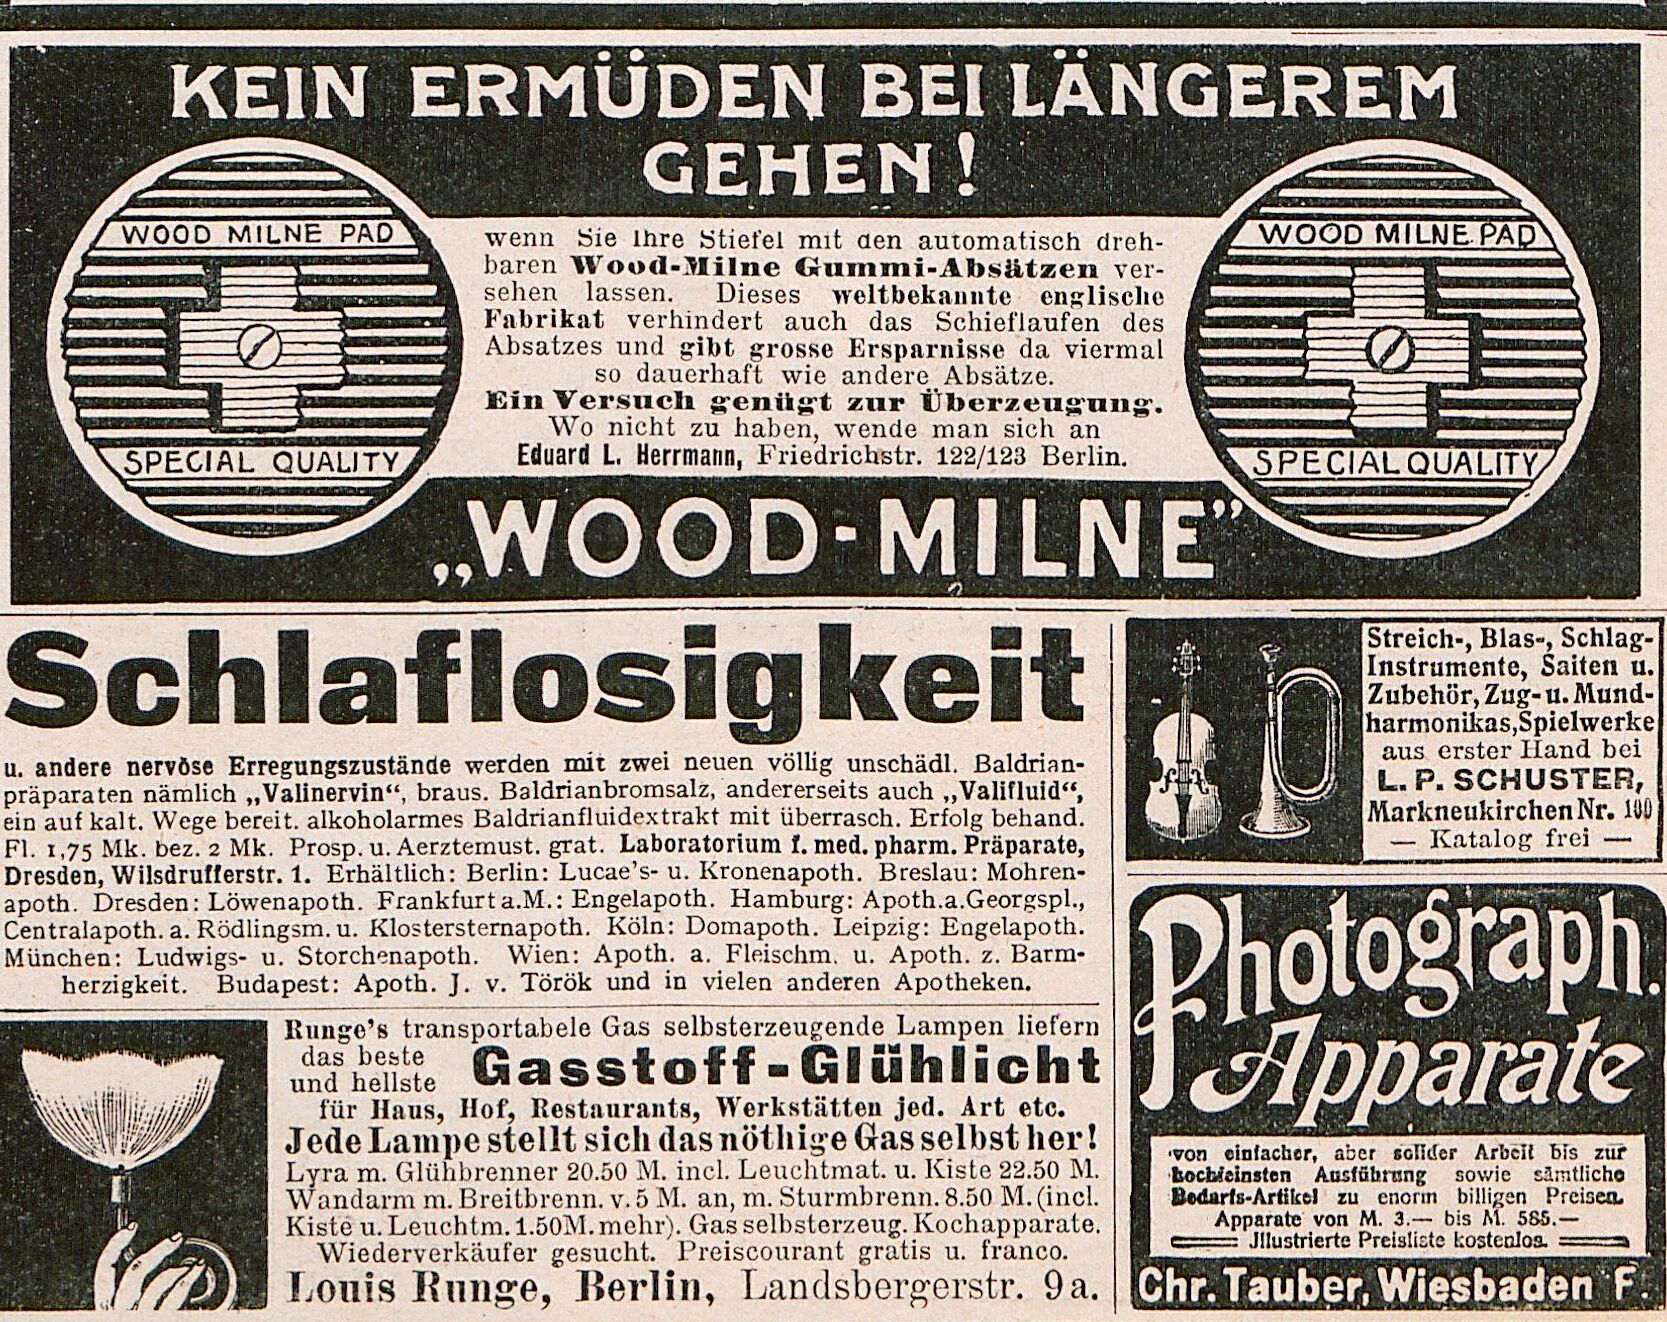 KEIN ERMÜDEN BEI LÄNGEREM
GEHEN!
WOOD MILNE PAD
SPECIAL QUALITY
wenn Sie Ihre Stiefel mit den automatisch dreh-
baren Wood-Milne Gummi-Absätzen ver-
sehen lassen. Dieses weltbekannte englische
Fabrikat verhindert auch das Schieflaufen des
Absatzes und gibt grosse Ersparnisse da viermal
so dauerhaft wie andere Absätze.
Ein Versuch genügt zur Überzeugung.
Wo nicht zu haben, wende man sich an
Eduard L. Herrmann, Friedrichstr. 122/123 Berlin.
WOOD MILNE PAD
SPECIAL QUALITY
„WOOD-MILNE”
Schlaflosigkeit
u. andere nervöse Erregungszustände werden mit zwei neuen völlig unschädl. Baldrian-
präparaten nämlich „Valinervin“, braus. Baldrianbromsalz, andererseits auch „Valifluid“,
ein auf kalt. Wege bereit. alkoholarmes Baldrianfluidextrakt mit überrasch. Erfolg behand.
Fl. 1,75 Mk. bez. 2 Mk. Prosp. u. Aerztemust. grat. Laboratorium f. med. pharm. Präparate,
Dresden, Wilsdrufferstr. 1. Erhältlich: Berlin: Lucae's- u. Kronenapoth. Breslau: Mohren-
apoth. Dresden: Löwenapoth. Frankfurt a.M.: Engelapoth. Hamburg: Apoth.a.Georgspl.,
Centralapoth. a. Rödlingsm. u. Klostersternapoth. Köln: Domapoth. Leipzig: Engelapoth.
München: Ludwigs- u. Storchenapoth. Wien: Apoth. a. Fleischm. u. Apoth. z. Barm-
herzigkeit. Budapest: Apoth. J. v. Török und in vielen anderen Apotheken.
Runge's transportabele Gas selbsterzeugende Lampen liefern
das beste
und hellste Gasstoff-Glühlicht
für Haus, Hof, Restaurants, Werkstätten jed. Art etc.
Jede Lampe stellt sich das nöthige Gas selbst her!
Lyra m. Glühbrenner 20.50 M. incl. Leuchtmat. u. Kiste 22.50 M.
Wandarm m. Breitbrenn. v. 5 M. an, m. Sturmbrenn. 8.50 M. (incl.
Kiste u. Leuchtm. 1.50M. mehr). Gas selbsterzeug. Kochapparate.
Wiederverkäufer gesucht. Preiscourant gratis u. franco.
Louis Runge, Berlin, Landsbergerstr. 9a.
Streich-, Blas-, Schlag-
Instrumente, Saiten u.
Zubehör, Zug- u. Mund-
harmonikas, Spielwerke
aus erster Hand bei
L. P. SCHUSTER,
Markneukirchen Nr. 100
— Katalog frei —
Photograph.
Apparate
von einfacher, aber solider Arbeit bis zur
hochfeinsten Ausführung sowie sämtliche
Bedarfs-Artikel zu enorm billigen Preisen.
Apparate von M. 3.— bis M. 585.—
Jllustrierte Preisliste kostenlos.
Chr. Tauber, Wiesbaden F.